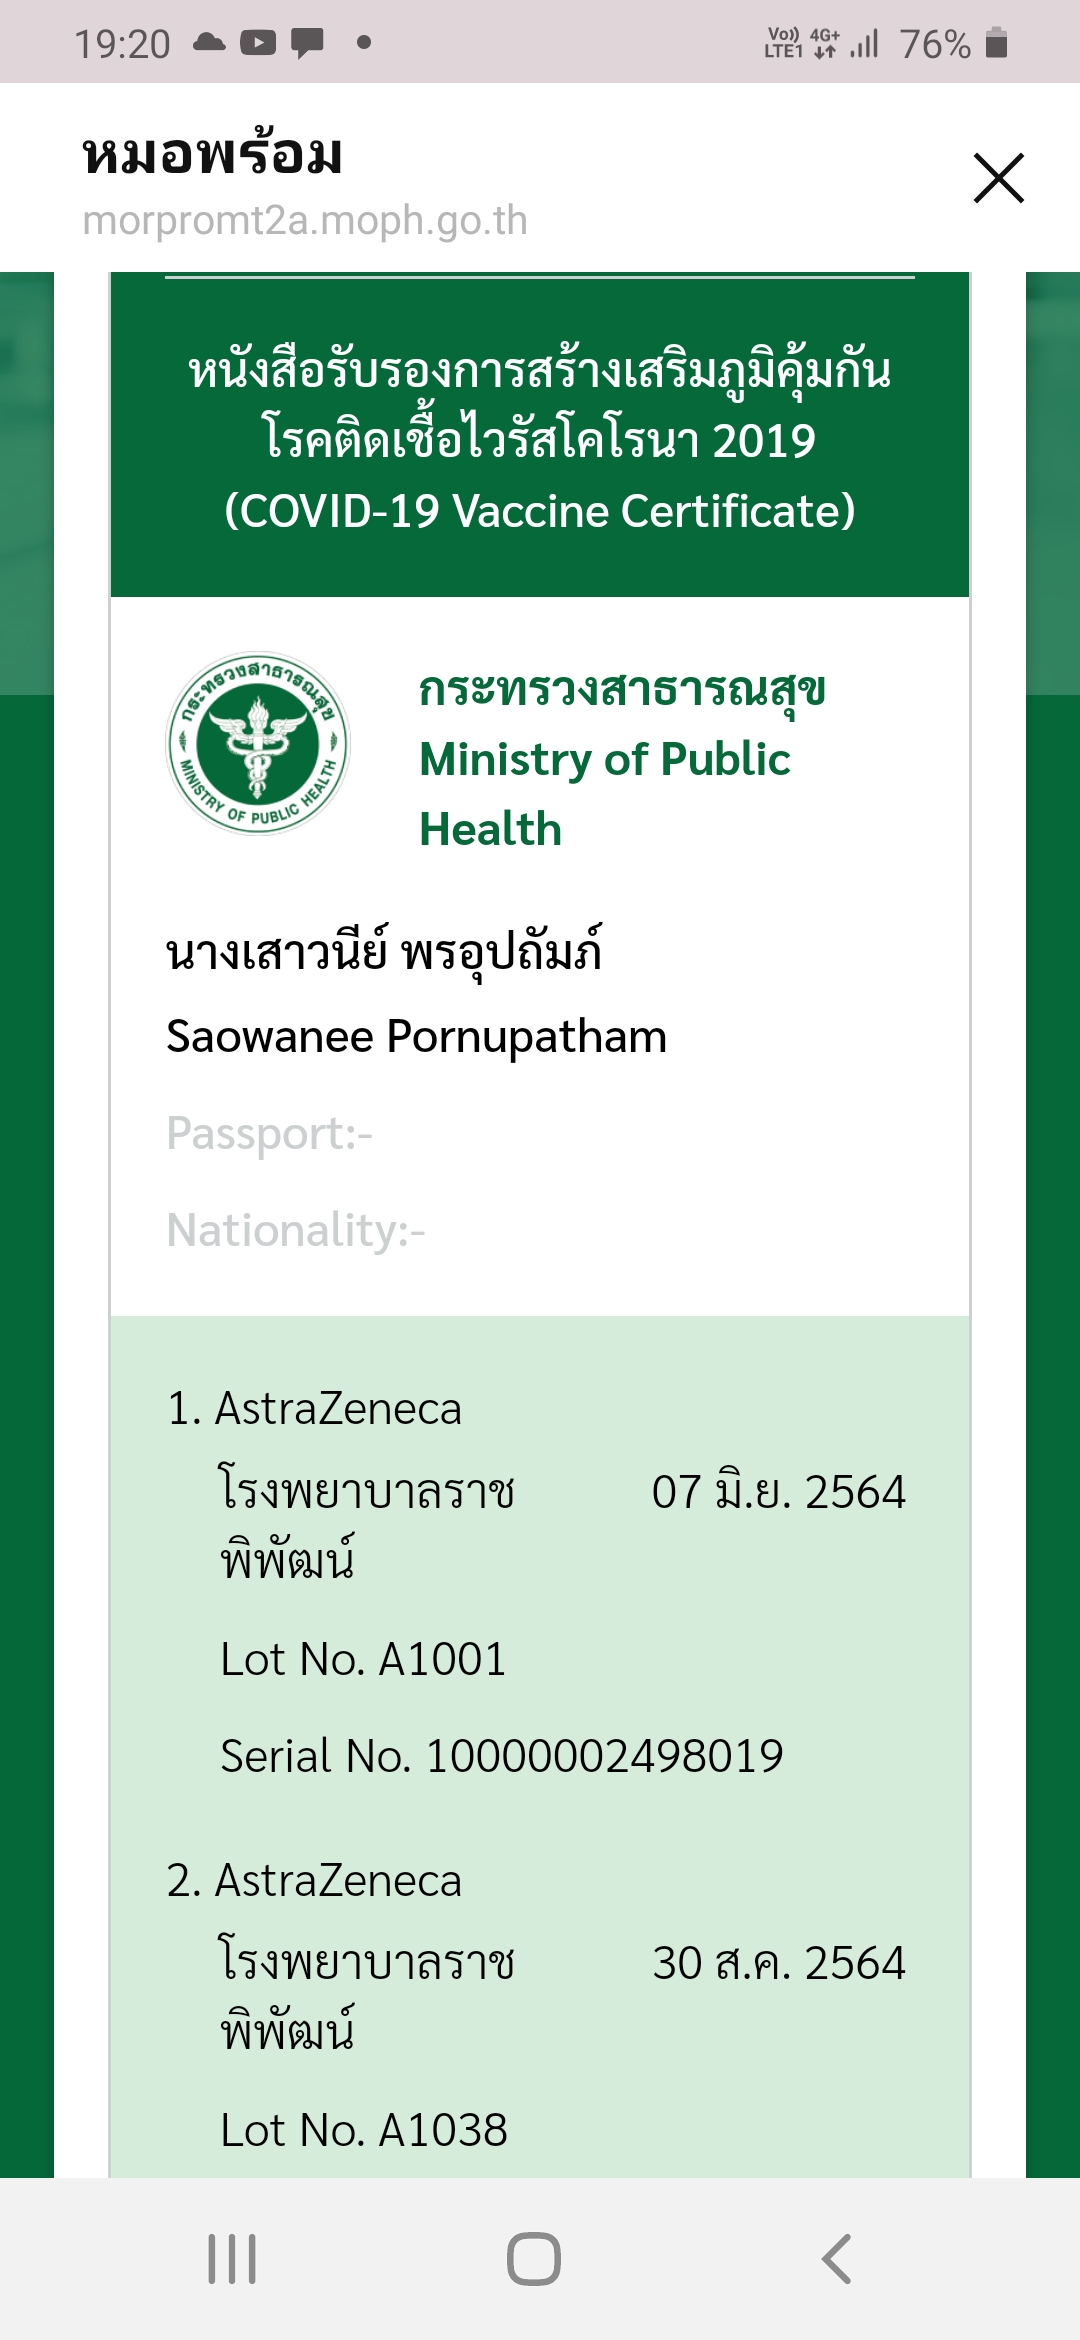 19:20
Vo)) LTE1 4G+ 76%
หมอพร้อม
morpromt2a.moph.go.th
หนังสือรับรองการสร้างเสริมภูมิคุ้มกัน
โรคติดเชื้อไวรัสโคโรนา 2019
(COVID-19 Vaccine Certificate)
กระทรวงสาธารณสุข
MINISTRY OF PUBLIC HEALTH
กระทรวงสาธารณสุข
Ministry of Public
Health
นางเสาวนีย์ พรอุปถัมภ์
Saowanee Pornupatham
Passport:-
Nationality:-
1. AstraZeneca
โรงพยาบาลราช 07 มิ.ย. 2564
พิพัฒน์
Lot No. A1001
Serial No. 10000002498019
2. AstraZeneca
โรงพยาบาลราช 30 ส.ค. 2564
พิพัฒน์
Lot No. A1038